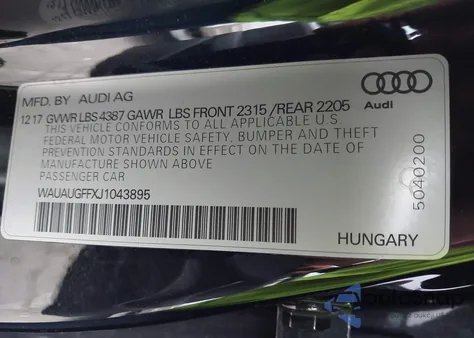 MFD. BY AUDI AG
12 17 GVWR LBS 4387 GAWR LBS FRONT 2315 /REAR 2205
THIS VEHICLE CONFORMS TO ALL APPLICABLE
FEDERAL MOTOR VEHICLE SAFETY, BUMPER AND THEFT
PREVENTION STANDARDS IN EFFECT ON THE DATE
OF MANUFACTURE SHOWN ABOVE
PASSENGER CAR
WAUAUGFFXJ1043895
Audi
5040200
HUNGARY